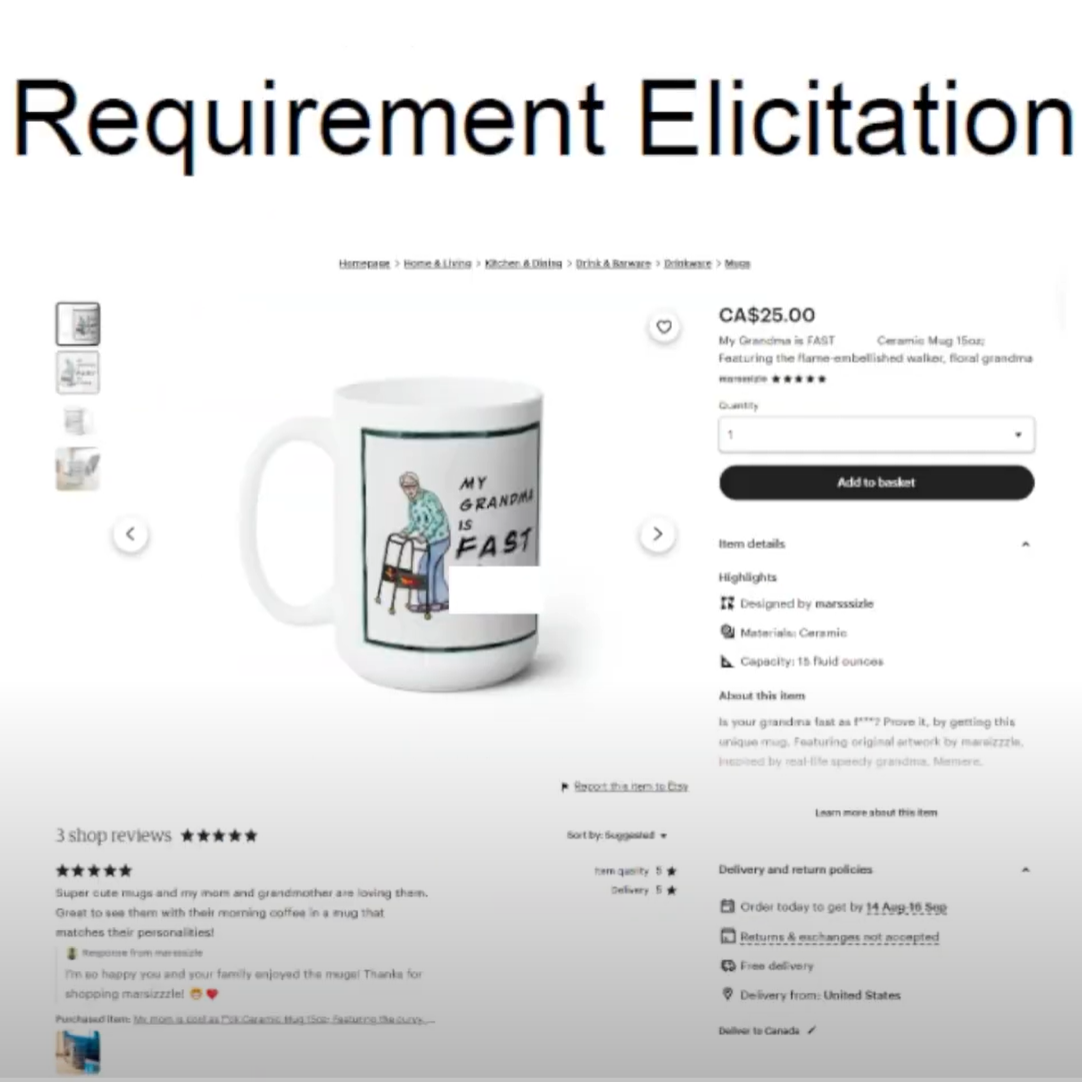 Requirement Elicitation
Homepage > Home & Living > Kitchen & Dining > Drink & Barware > Drinkware > Mugs
CA$25.00
My Grandma is FAST Ceramic Mug 15oz;
Featuring the flame-embellished walker, floral grandma
marsszizle ★★★★★
Quantity
1
Add to basket
MY
GRANDMA
IS
FAST
Item details
Highlights
Designed by marsssizle
Materials: Ceramic
Capacity: 15 fluid ounces
About this item
Is your grandma fast as f***? Prove it, by getting this
unique mug. Featuring original artwork by marsizzzle,
inspired by real-life speedy grandma, Memere.
Learn more about this item
Report this item to Etsy
3 shop reviews ★★★★★
Sort by: Suggested
★★★★★
Super cute mugs and my mom and grandmother are loving them.
Great to see them with their morning coffee in a mug that
matches their personalities!
Item quality 5 ★
Delivery 5 ★
Response from marsssizle
I'm so happy you and your family enjoyed the mugs! Thanks for
shopping marsizzzle! 😁 ❤️
Purchased item: My mom is cool as f*ck Ceramic Mug 15oz; Featuring the curvy, ...
Delivery and return policies
Order today to get by 14 Aug-16 Sep
Returns & exchanges not accepted
Free delivery
Delivery from: United States
Deliver to Canada